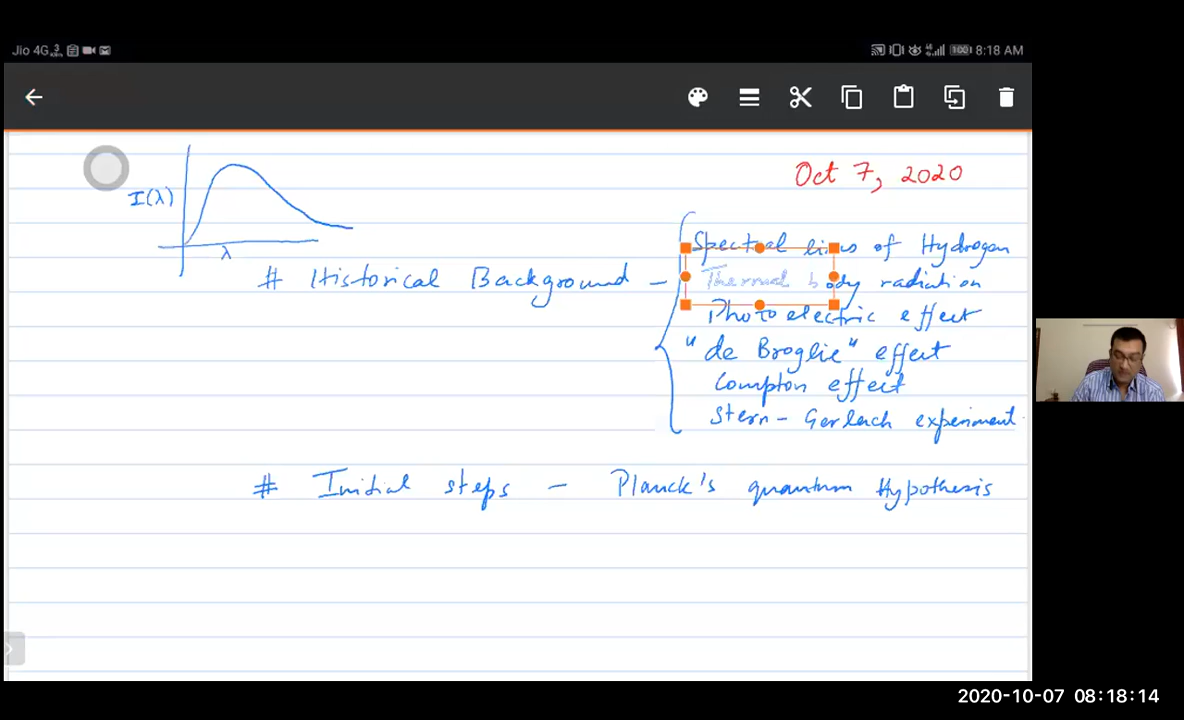 Jio 4G
100 8:18 AM
Oct 7, 2020
I(λ)
λ
Spectral lines of Hydrogen
# Historical Background - Thermal body radiation
Photoelectric effect
"de Broglie" effect
Compton effect
Stern - Gerlach experiment
# Initial steps - Planck's quantum Hypothesis
2020-10-07 08:18:14